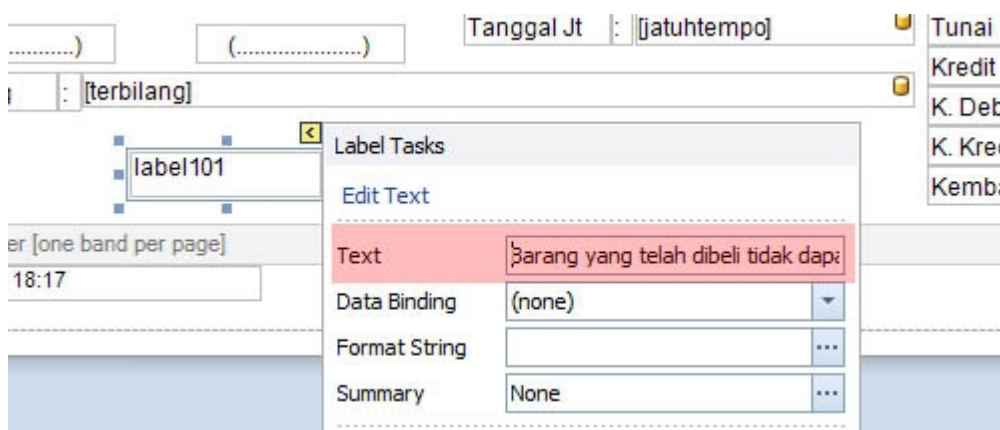 Tanggal Jt : [jatuhtempo] Tunai
............) (......................) Kredit
: [terbilang] K. Deb
label101 K. Kre
Kemba
Label Tasks
Edit Text
er [one band per page]
Text Barang yang telah dibeli tidak dapa
18:17
Data Binding (none)
Format String
Summary None